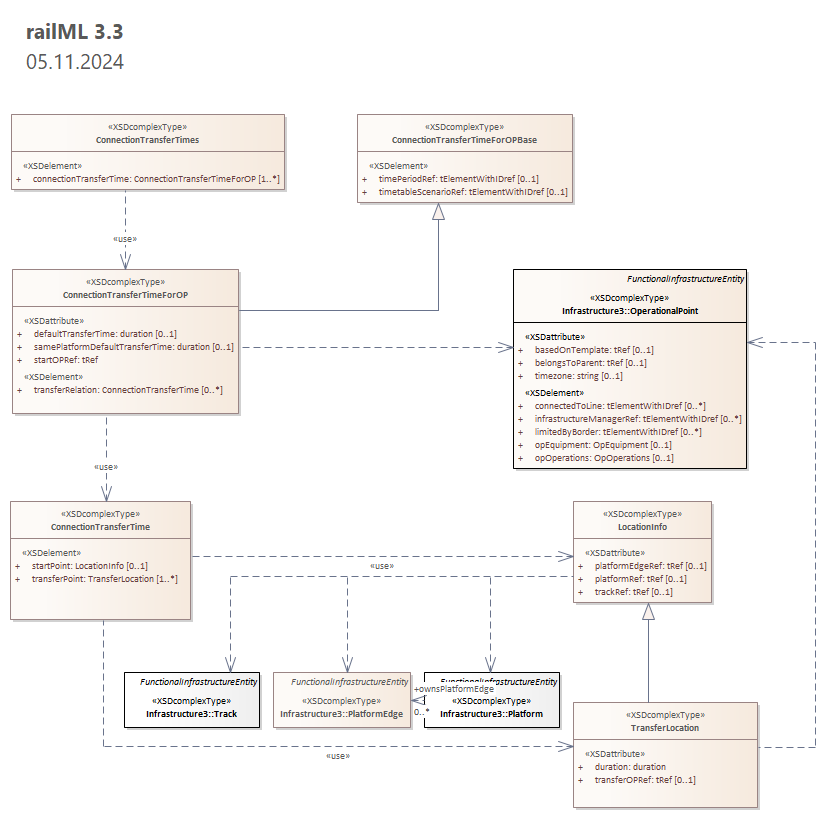 railML 3.3
05.11.2024
«XSDcomplexType»
ConnectionTransferTimes
«XSDelement»
+ connectionTransferTime: ConnectionTransferTimeForOP [1..*]
«XSDcomplexType»
ConnectionTransferTimeForOPBase
«XSDelement»
+ timePeriodRef: tElementWithIDref [0..1]
+ timetableScenarioRef: tElementWithIDref [0..1]
«use»
«XSDcomplexType»
ConnectionTransferTimeForOP
«XSDattribute»
+ defaultTransferTime: duration [0..1]
+ samePlatformDefaultTransferTime: duration [0..1]
+ startOPRef: tRef
«XSDelement»
+ transferRelation: ConnectionTransferTime [0..*]
FunctionalInfrastructureEntity
«XSDcomplexType»
Infrastructure3::OperationalPoint
«XSDattribute»
+ basedOnTemplate: tRef [0..1]
+ belongsToParent: tRef [0..1]
+ timezone: string [0..1]
«XSDelement»
+ connectedToLine: tElementWithIDref [0..*]
+ infrastructureManagerRef: tElementWithIDref [0..*]
+ limitedByBorder: tElementWithIDref [0..*]
+ opEquipment: OpEquipment [0..1]
+ opOperations: OpOperations [0..1]
«use»
«XSDcomplexType»
ConnectionTransferTime
«XSDelement»
+ startPoint: LocationInfo [0..1]
+ transferPoint: TransferLocation [1..*]
«XSDcomplexType»
LocationInfo
«XSDattribute»
+ platformEdgeRef: tRef [0..1]
+ platformRef: tRef [0..1]
+ trackRef: tRef [0..1]
«use»
FunctionalInfrastructureEntity
«XSDcomplexType»
Infrastructure3::Track
FunctionalInfrastructureEntity
«XSDcomplexType»
Infrastructure3::PlatformEdge
+ownsPlatformEdge
0..*
FunctionalInfrastructureEntity
«XSDcomplexType»
Infrastructure3::Platform
«use»
«XSDcomplexType»
TransferLocation
«XSDattribute»
+ duration: duration
+ transferOPRef: tRef [0..1]